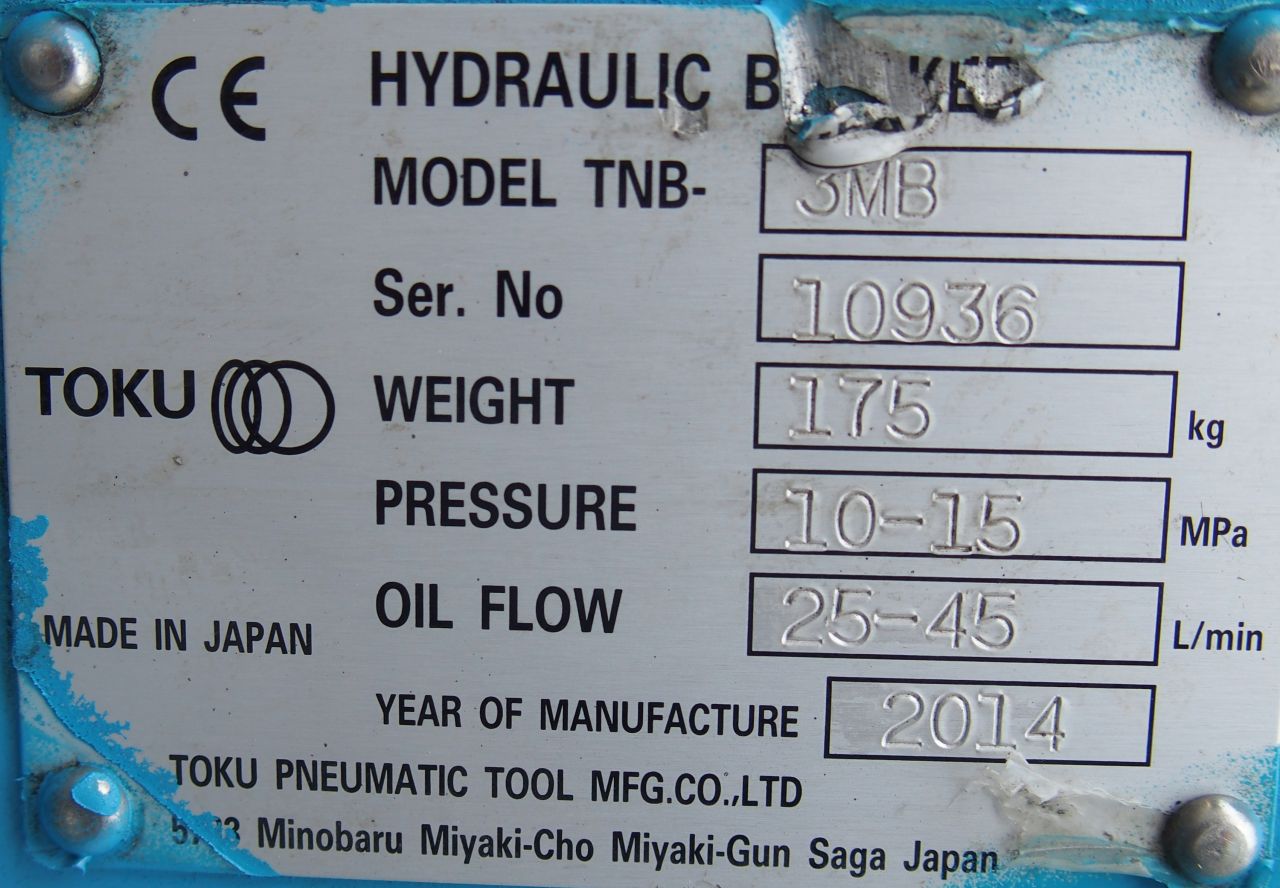 CE HYDRAULIC
MODEL TNB- 3MB
Ser. No 10936
TOKU WEIGHT 175 kg
PRESSURE 10-15 MPa
OIL FLOW 25-45 L/min
MADE IN JAPAN
YEAR OF MANUFACTURE 2014
TOKU PNEUMATIC TOOL MFG.CO.,LTD
Minobaru Miyaki-Cho Miyaki-Gun Saga Japan